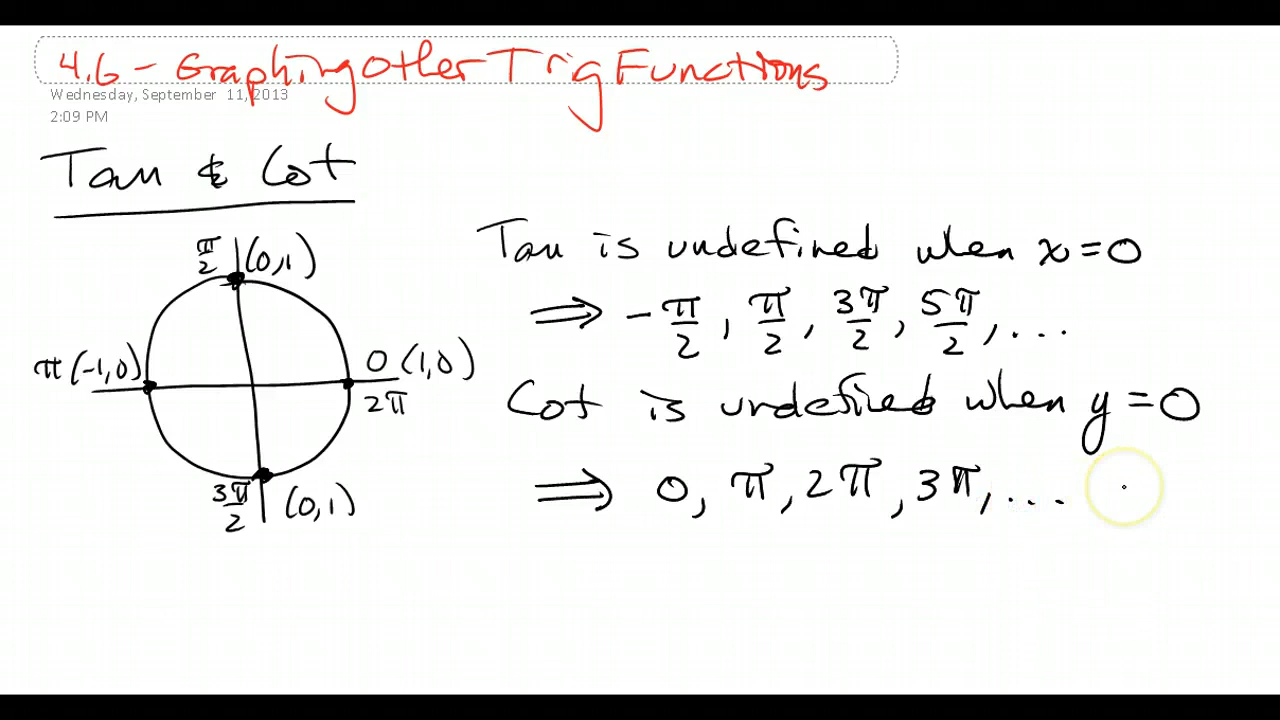 4.6 - Graphing Other Trig Functions
Wednesday, September 11, 2013
2:09 PM
Tan & Cot
π/2 (0,1)
π (-1,0)
0 (1,0)
2π
3π/2 (0,1)
Tan is undefined when x=0
⇒ -π/2, π/2, 3π/2, 5π/2, ...
Cot is undefined when y=0
⇒ 0, π, 2π, 3π, ...